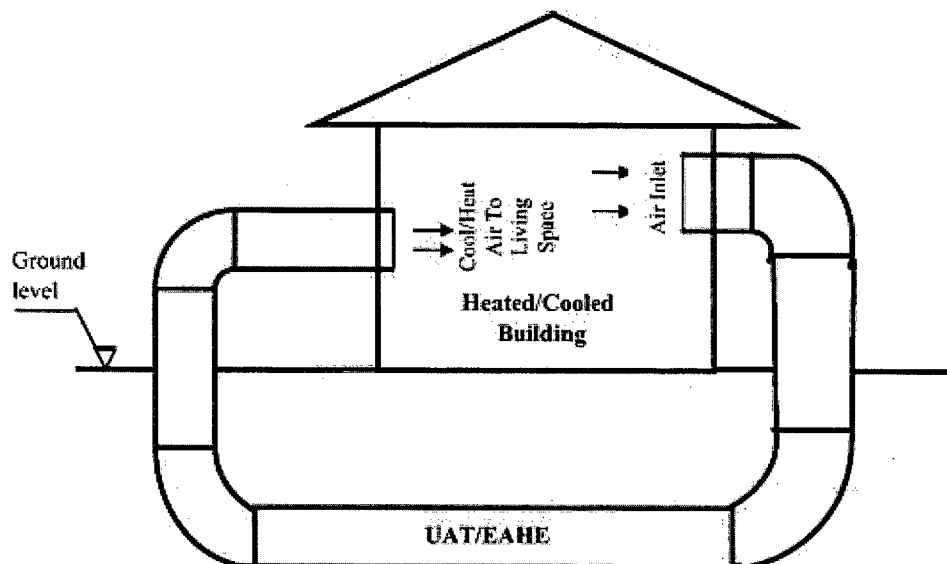 Cool/Heat
Air To
Living
Space
Air Inlet
Ground
level
Heated/Cooled
Building
UAT/EAHE